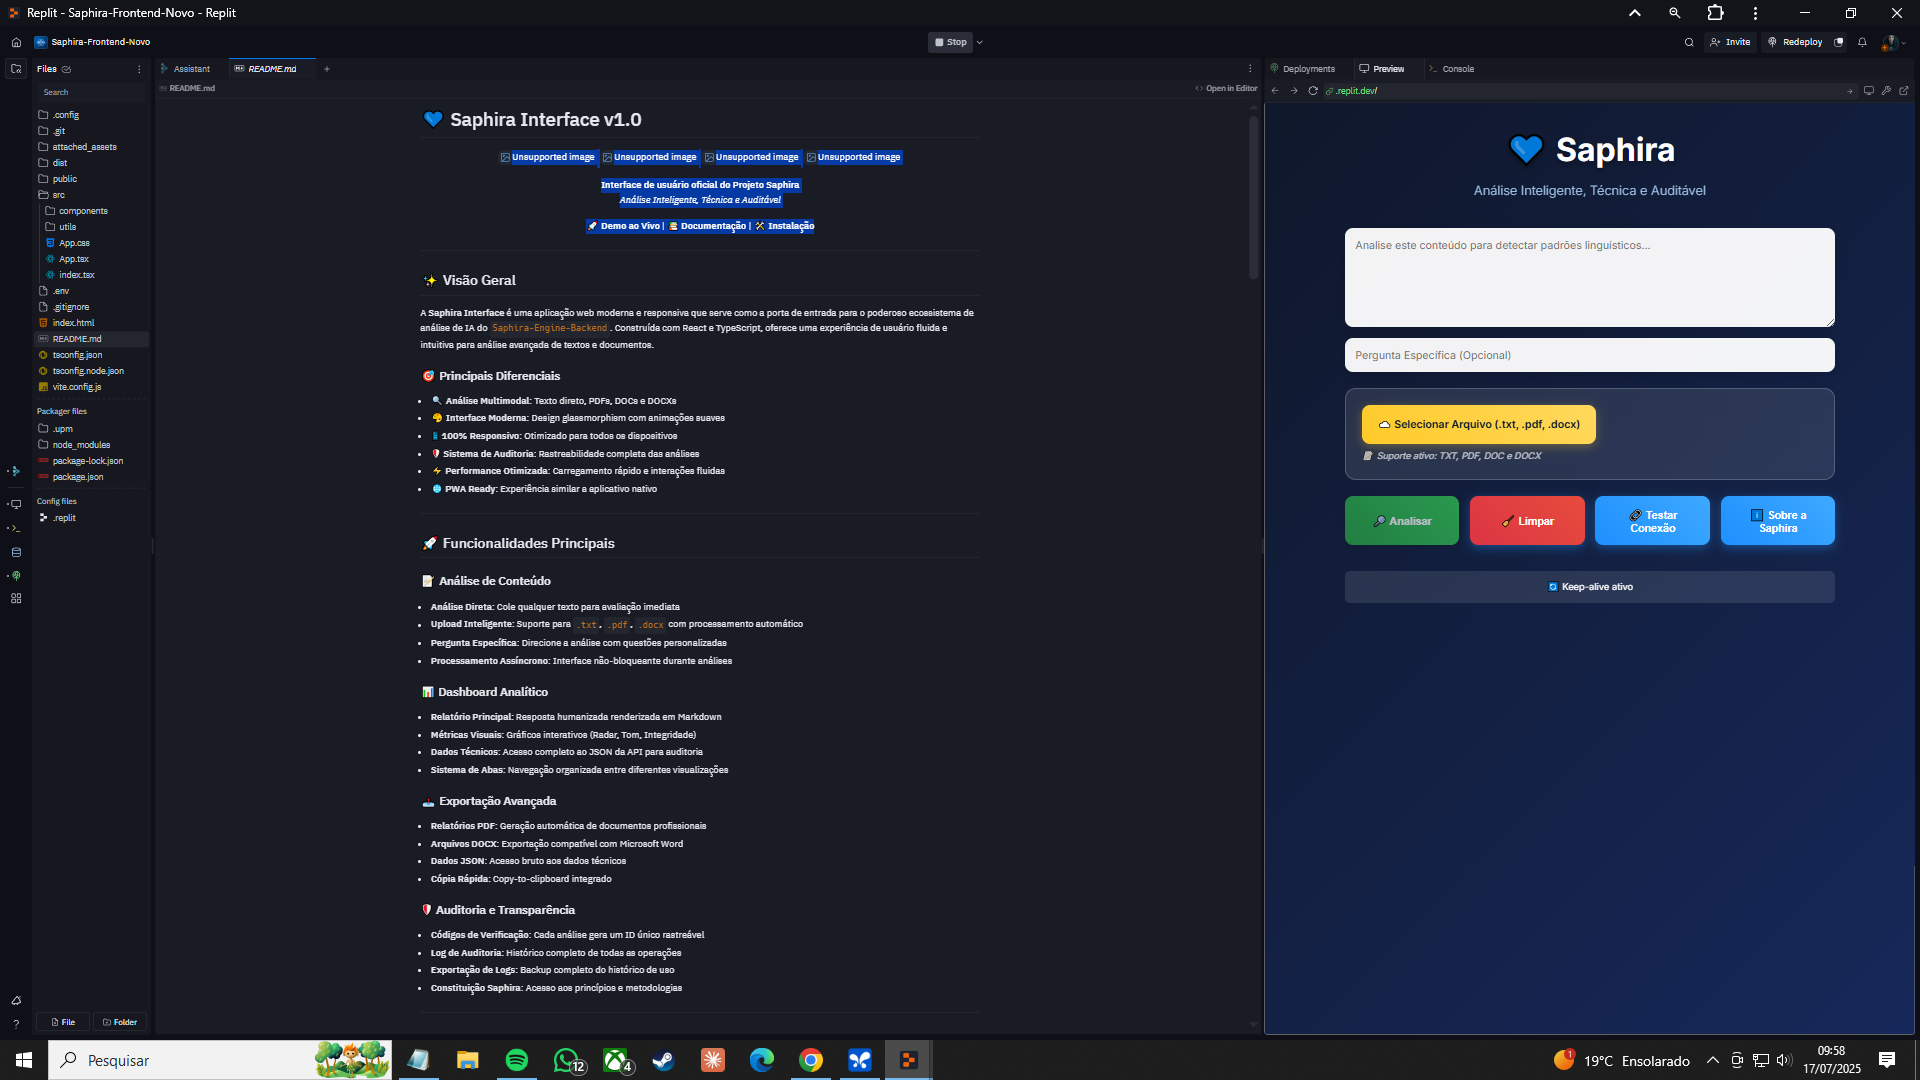 Replit - Saphira-Frontend-Novo - Replit
Saphira-Frontend-Novo
Stop
Invite
Redeploy
Files
Search
.config
.git
attached_assets
dist
public
src
components
utils
App.css
App.tsx
index.tsx
.env
.gitignore
index.html
README.md
tsconfig.json
tsconfig.node.json
vite.config.js
Packager files
.upm
node_modules
package-lock.json
package.json
Config files
.replit
File
Folder
Assistant
README.md
README.md
Open in Editor
💙 Saphira Interface v1.0
Unsupported image Unsupported image Unsupported image Unsupported image
Interface de usuário oficial do Projeto Saphira
Análise Inteligente, Técnica e Auditável
🚀 Demo ao Vivo | 📚 Documentação | 🛠️ Instalação
✨ Visão Geral
A Saphira Interface é uma aplicação web moderna e responsiva que serve como a porta de entrada para o poderoso ecossistema de
análise de IA do Saphira-Engine-Backend. Construída com React e TypeScript, oferece uma experiência de usuário fluida e
intuitiva para análise avançada de textos e documentos.
🎯 Principais Diferenciais
• 🔍 Análise Multimodal: Texto direto, PDFs, DOCs e DOCXs
• 🎨 Interface Moderna: Design glassmorphism com animações suaves
• 📱 100% Responsivo: Otimizado para todos os dispositivos
• 🛡️ Sistema de Auditoria: Rastreabilidade completa das análises
• ⚡ Performance Otimizada: Carregamento rápido e interações fluidas
• 🌐 PWA Ready: Experiência similar a aplicativo nativo
🚀 Funcionalidades Principais
📝 Análise de Conteúdo
• Análise Direta: Cole qualquer texto para avaliação imediata
• Upload Inteligente: Suporte para .txt, .pdf, .docx com processamento automático
• Pergunta Específica: Direcione a análise com questões personalizadas
• Processamento Assíncrono: Interface não-bloqueante durante análises
📊 Dashboard Analítico
• Relatório Principal: Resposta humanizada renderizada em Markdown
• Métricas Visuais: Gráficos interativos (Radar, Tom, Integridade)
• Dados Técnicos: Acesso completo ao JSON da API para auditoria
• Sistema de Abas: Navegação organizada entre diferentes visualizações
📤 Exportação Avançada
• Relatórios PDF: Geração automática de documentos profissionais
• Arquivos DOCX: Exportação compatível com Microsoft Word
• Dados JSON: Acesso bruto aos dados técnicos
• Cópia Rápida: Copy-to-clipboard integrado
🛡️ Auditoria e Transparência
• Códigos de Verificação: Cada análise gera um ID único rastreável
• Log de Auditoria: Histórico completo de todas as operações
• Exportação de Logs: Backup completo do histórico de uso
• Constituição Saphira: Acesso aos princípios e metodologias
Deployments
Preview
Console
.replit.dev/
💙 Saphira
Análise Inteligente, Técnica e Auditável
Analise este conteúdo para detectar padrões linguísticos...
Pergunta Específica (Opcional)
Selecionar Arquivo (.txt, .pdf, .docx)
Suporte ativo: TXT, PDF, DOC e DOCX
🔎 Analisar
🧹 Limpar
🔗 Testar
Conexão
ℹ️ Sobre a
Saphira
🔄 Keep-alive ativo
Pesquisar
12
4
1
19°C Ensolarado
09:58
17/07/2025